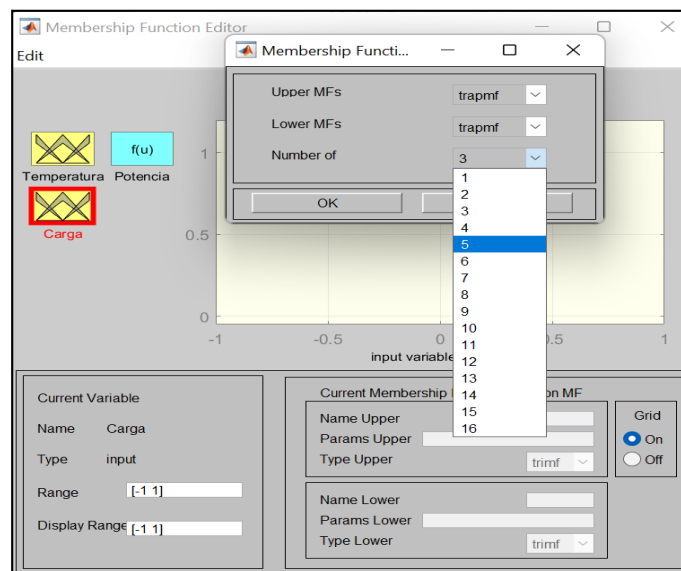 Membership Function Editor
Edit
Membership Functi...
Upper MFs trapmf
Lower MFs trapmf
Number of 3
OK
1
2
3
4
5
6
7
8
9
10
11
12
13
14
15
16
f(u)
Temperatura Potencia
Carga
1
0.5
0
-1 -0.5 0 0.5 1
input variable
Current Variable
Name Carga
Type input
Range [-1 1]
Display Range [-1 1]
Current Membership on MF
Name Upper
Params Upper
Type Upper trimf
Name Lower
Params Lower
Type Lower trimf
Grid
On
Off